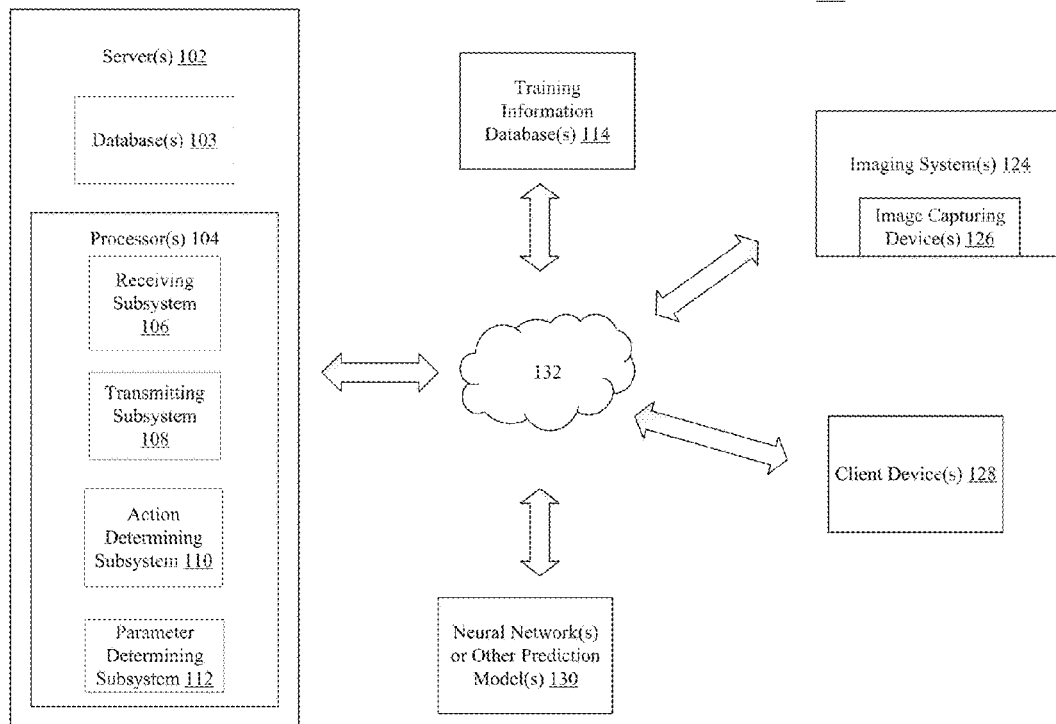 Server(s) 102
Database(s) 103
Processor(s) 104
Receiving
Subsystem
106
Transmitting
Subsystem
108
Action
Determining
Subsystem 110
Parameter
Determining
Subsystem 112
Training
Information
Database(s) 114
132
Neural Network(s)
or Other Prediction
Model(s) 130
Imaging System(s) 124
Image Capturing
Device(s) 126
Client Device(s) 128